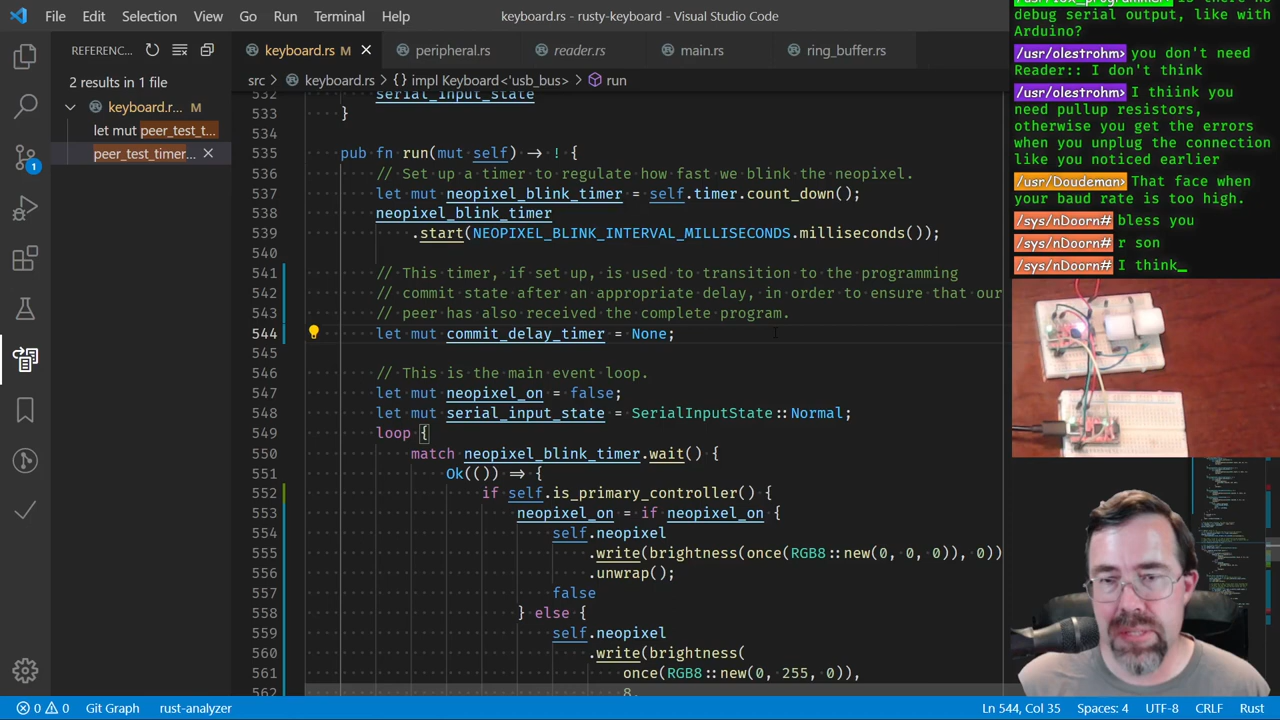 File Edit Selection View Go Run Terminal Help
keyboard.rs - rusty-keyboard - Visual Studio Code
REFERENC...
2 results in 1 file
keyboard.r... M
let mut peer_test_t...
peer_test_timer...
1
keyboard.rs M
peripheral.rs
reader.rs
main.rs
ring_buffer.rs
src > keyboard.rs > {} impl Keyboard<'usb_bus> > run
serial_input_state
533 }
534
535 pub fn run(mut self) -> ! {
536 // Set up a timer to regulate how fast we blink the neopixel.
537 let mut neopixel_blink_timer = self.timer.count_down();
538 neopixel_blink_timer
539 .start(NEOPIXEL_BLINK_INTERVAL_MILLISECONDS.milliseconds());
540
541 // This timer, if set up, is used to transition to the programming
542 // commit state after an appropriate delay, in order to ensure that our
543 // peer has also received the complete program.
544 let mut commit_delay_timer = None;
545
546 // This is the main event loop.
547 let mut neopixel_on = false;
548 let mut serial_input_state = SerialInputState::Normal;
549 loop {
550 match neopixel_blink_timer.wait() {
551 Ok(()) => {
552 if self.is_primary_controller() {
553 neopixel_on = if neopixel_on {
554 self.neopixel
555 .write(brightness(once(RGB8::new(0, 0, 0)), 0))
556 .unwrap();
557 false
558 } else {
559 self.neopixel
560 .write(brightness(
561 once(RGB8::new(0, 255, 0)),
562 8,
debug serial output, like with
Arduino?
/usr/olestrohm> you don't need
Reader:: I don't think
/usr/olestrohm> I thiink you
need pullup resistors,
otherwise you get the errors
when you unplug the connection
like you noticed earlier
/usr/Doudeman> That face when
your baud rate is too high.
/sys/nDoorn# bless you
/sys/nDoorn# r son
/sys/nDoorn# I think_
0 0 Git Graph rust-analyzer
Ln 544, Col 35 Spaces: 4 UTF-8 CRLF Rust